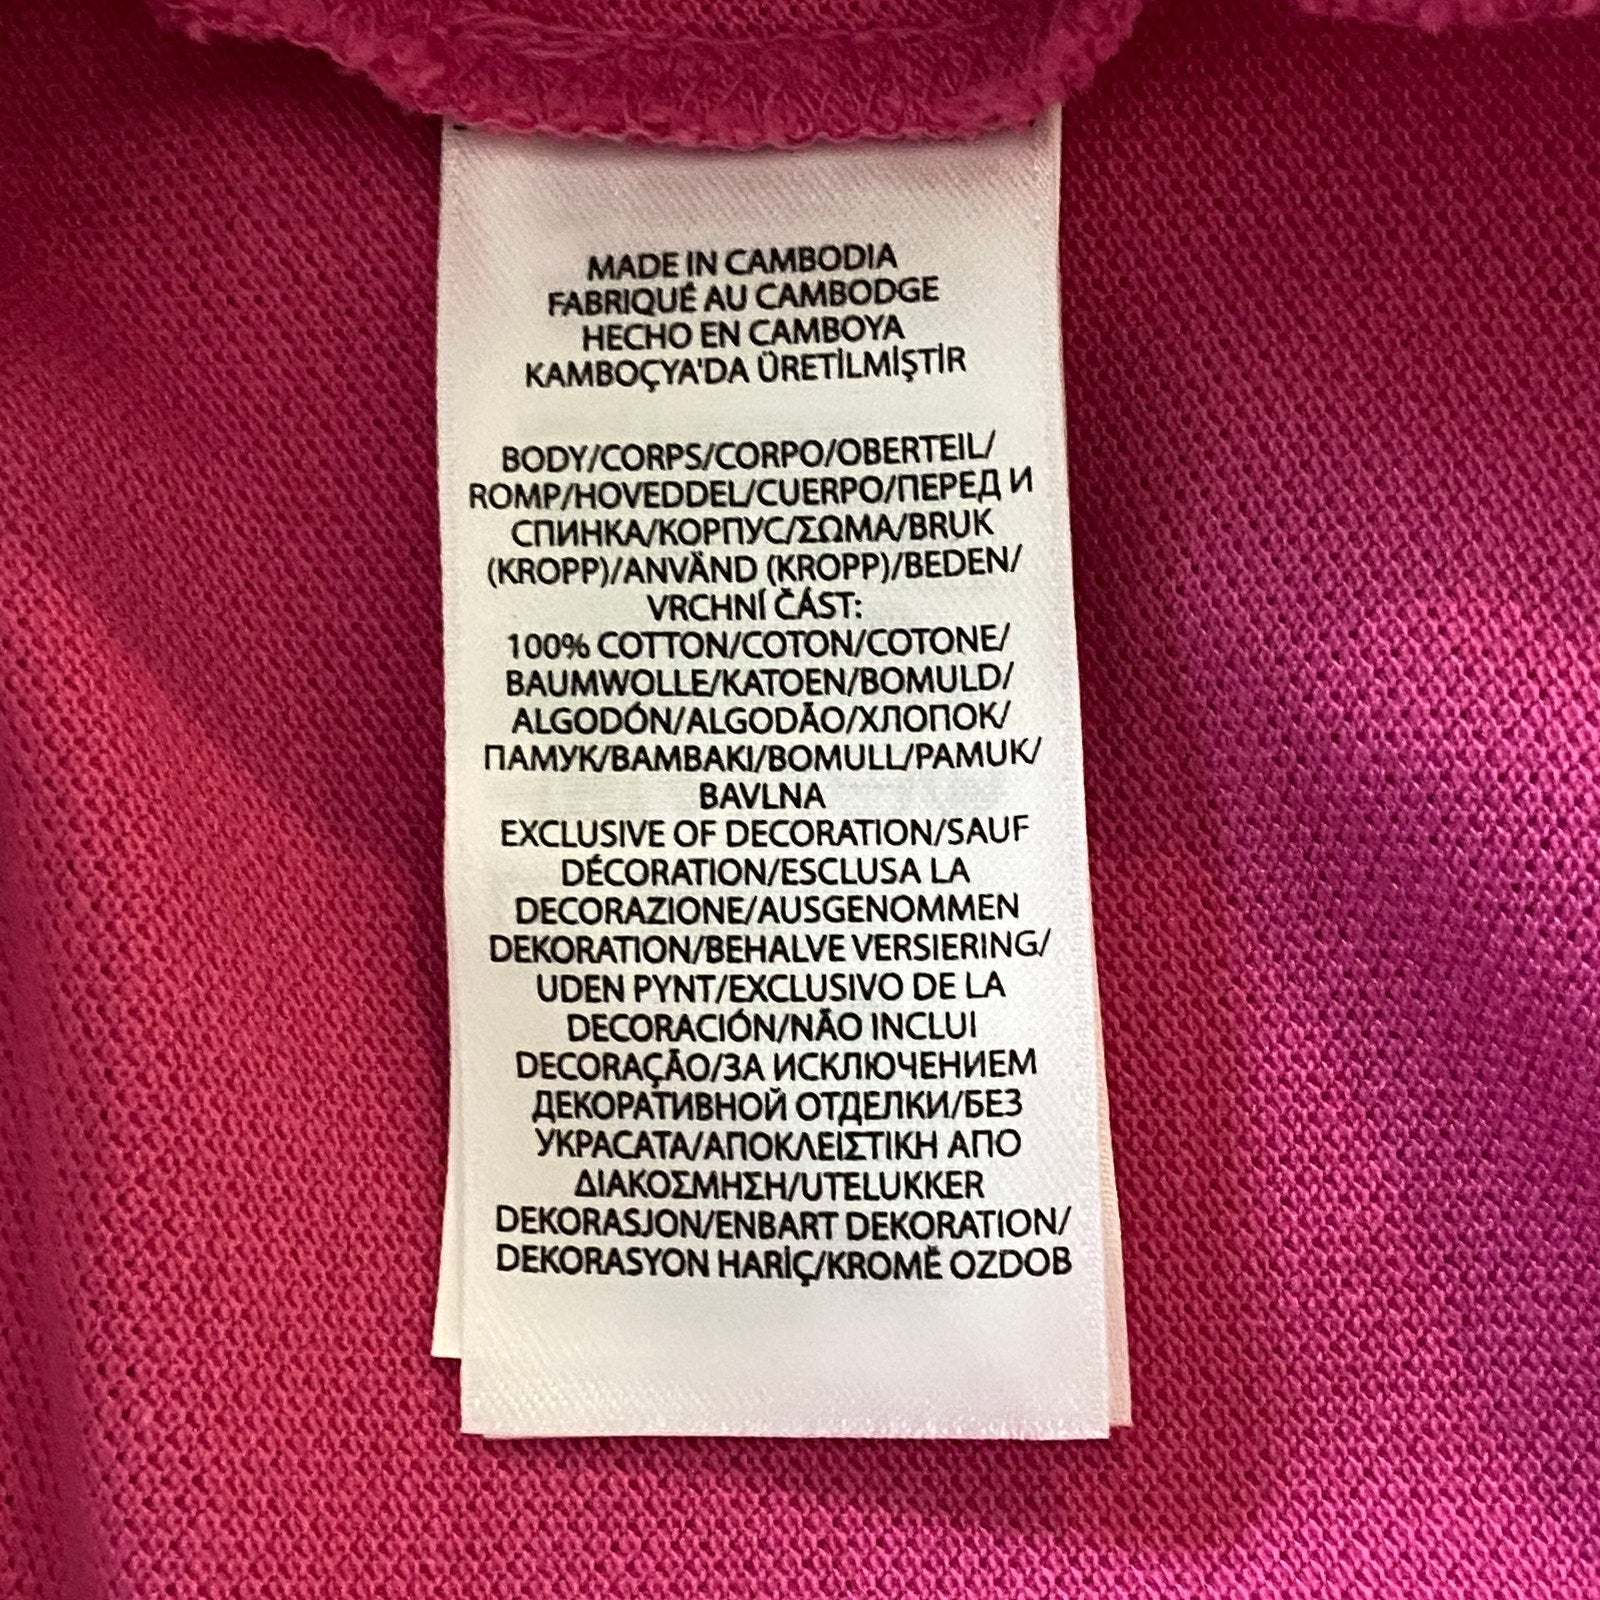 MADE IN CAMBODIA
FABRIQUÉ AU CAMBODGE
HECHO EN CAMBOYA
KAMBOÇYA'DA ÜRETİLMİŞTİR
BODY/CORPS/CORPO/OBERTEIL/
ROMP/HOVEDDEL/CUERPO/ПЕРЕД И
СПИНКА/КОРПУС/ΣΩΜΑ/BRUK
(KROPP)/ANVÄND (KROPP)/BEDEN/
VRCHNÍ ČÁST:
100% COTTON/COTON/COTONE/
BAUMWOLLE/KATOEN/BOMULD/
ALGODÓN/ALGODÃO/ХЛОПОК/
ПАМУК/BAMBAKI/BOMULL/PAMUK/
BAVLNA
EXCLUSIVE OF DECORATION/SAUF
DÉCORATION/ESCLUSA LA
DECORAZIONE/AUSGENOMMEN
DEKORATION/BEHALVE VERSIERING/
UDEN PYNT/EXCLUSIVO DE LA
DECORACIÓN/NÃO INCLUI
DECORAÇÃO/ЗА ИСКЛЮЧЕНИЕМ
ДЕКОРАТИВНОЙ ОТДЕЛКИ/БЕЗ
УКРАСАТА/ΑΠΟΚΛΕΙΣΤΙΚΗ ΑΠΟ
ΔΙΑΚΟΣΜΗΣΗ/UTELUKKER
DEKORASJON/ENBART DEKORATION/
DEKORASYON HARİÇ/KROMĚ OZDOB